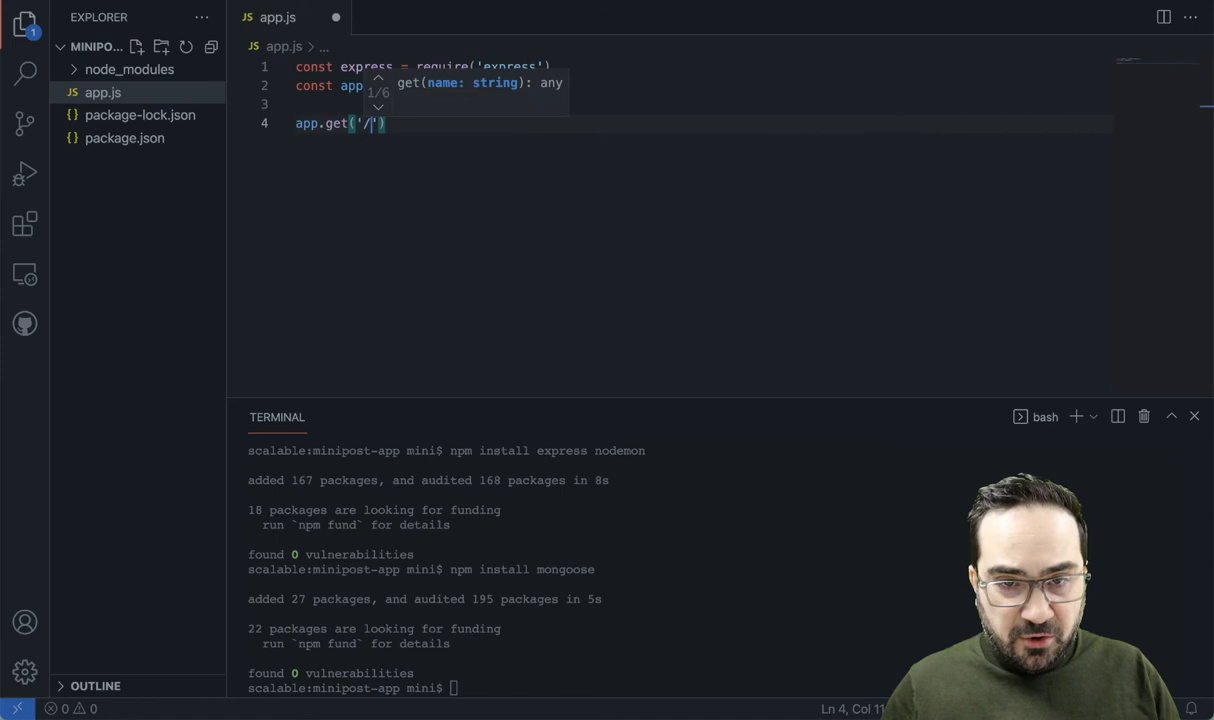 EXPLORER
JS app.js
MINIPO...
JS app.js > ...
node_modules
JS app.js
{} package-lock.json
{} package.json
1 const express = require('express')
2 const app
3
4 app.get('/')
1/6 get(name: string): any
TERMINAL
bash
scalable:minipost-app mini$ npm install express nodemon
added 167 packages, and audited 168 packages in 8s
18 packages are looking for funding
run `npm fund` for details
found 0 vulnerabilities
scalable:minipost-app mini$ npm install mongoose
added 27 packages, and audited 195 packages in 5s
22 packages are looking for funding
run `npm fund` for details
found 0 vulnerabilities
scalable:minipost-app mini$
OUTLINE
1
0 0
Ln 4, Col 11